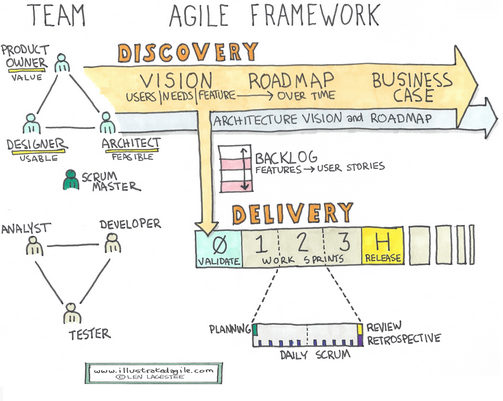 TEAM
AGILE FRAMEWORK
PRODUCT
OWNER
VALUE
DISCOVERY
VISION
USERS|NEEDS|FEATURE
ROADMAP
OVER TIME
BUSINESS
CASE
ARCHITECTURE VISION and ROADMAP
DESIGNER
USABLE
ARCHITECT
FEASIBLE
SCRUM
MASTER
BACKLOG
FEATURES → USER STORIES
DELIVERY
ANALYST
DEVELOPER
TESTER
Ø
VALIDATE
1
2
3
WORK SPRINTS
H
RELEASE
PLANNING
REVIEW
RETROSPECTIVE
DAILY SCRUM
www.illustratedagile.com
© LEN LAGESTEE